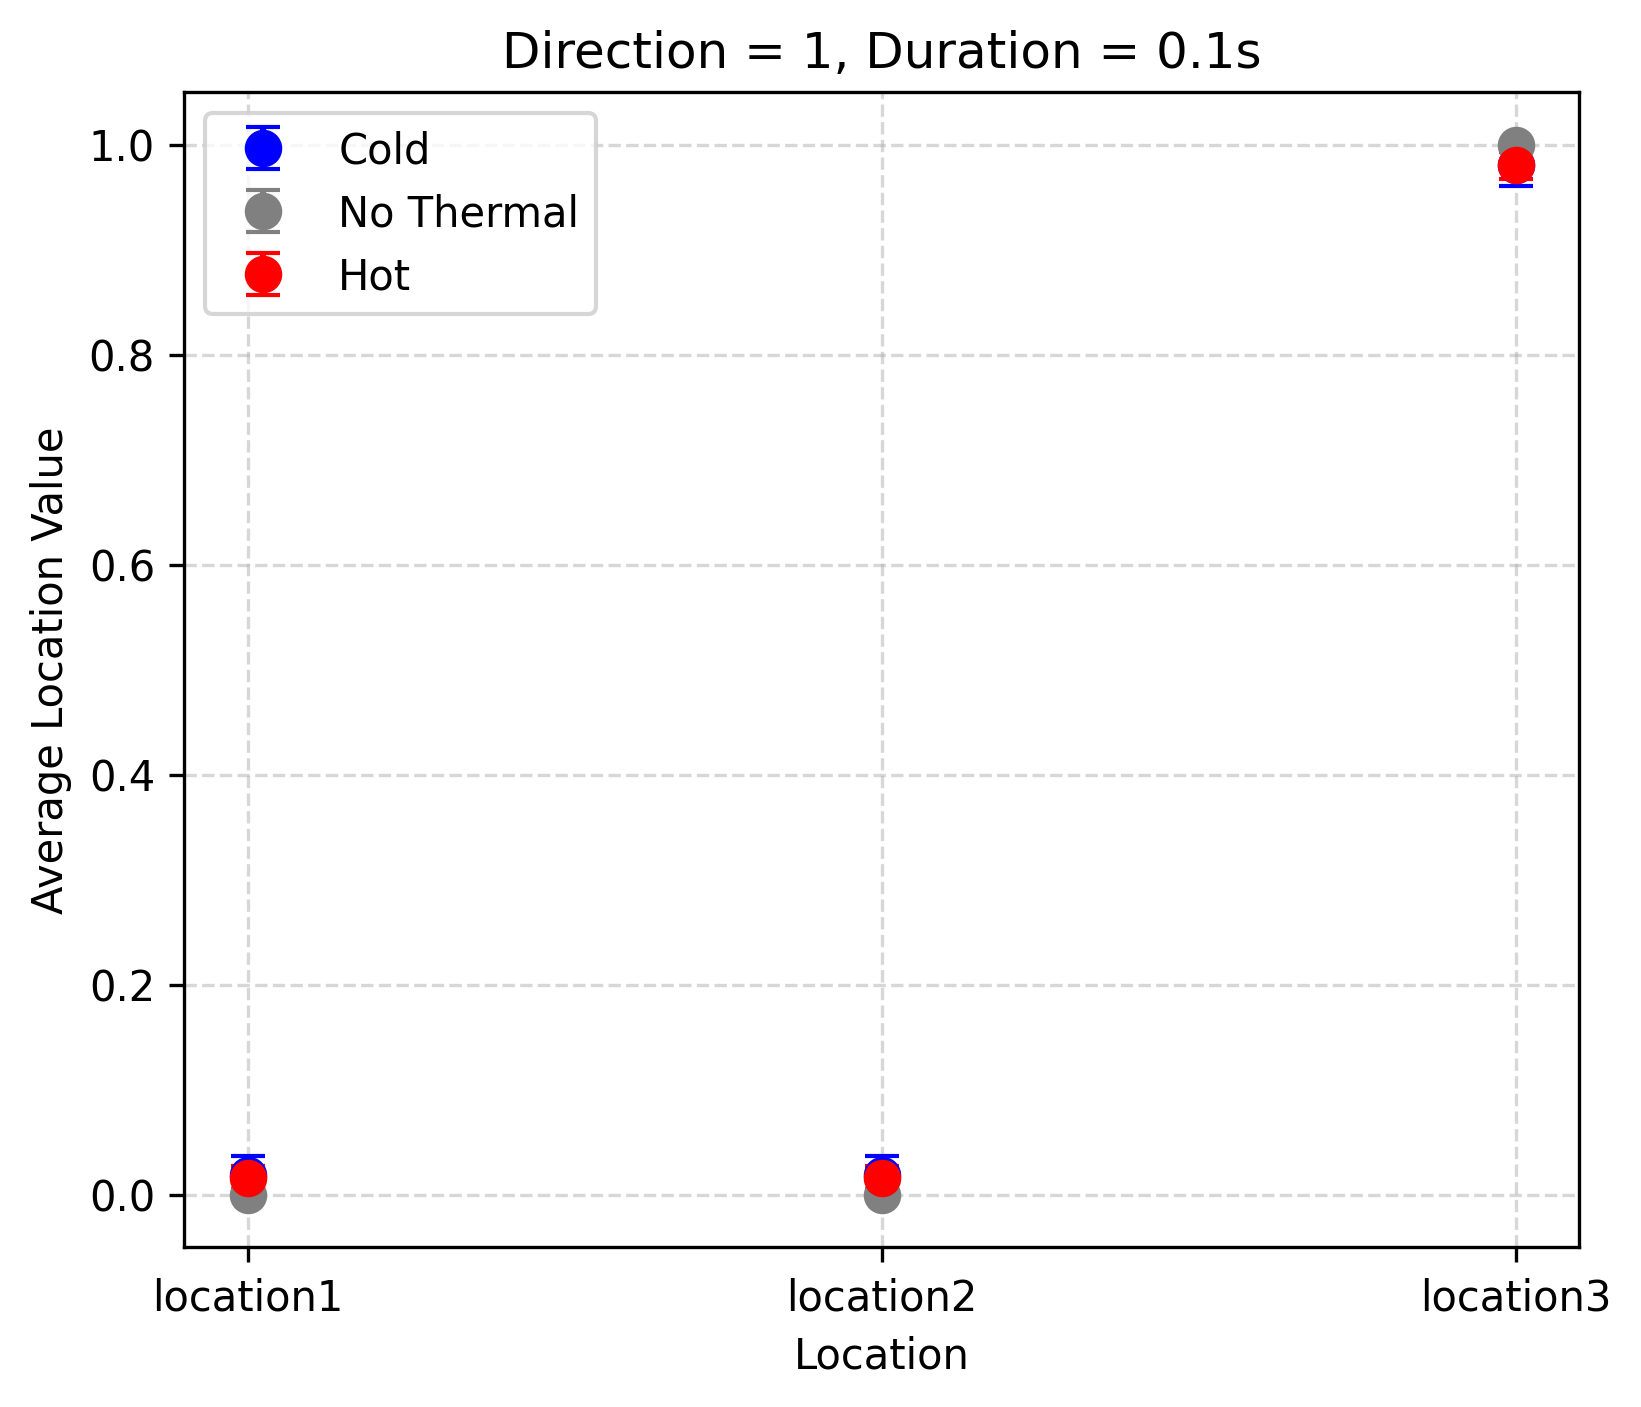 Direction = 1, Duration = 0.1s
Cold
No Thermal
Hot
1.0
0.8
0.6
0.4
0.2
0.0
Average Location Value
location1
location2
location3
Location